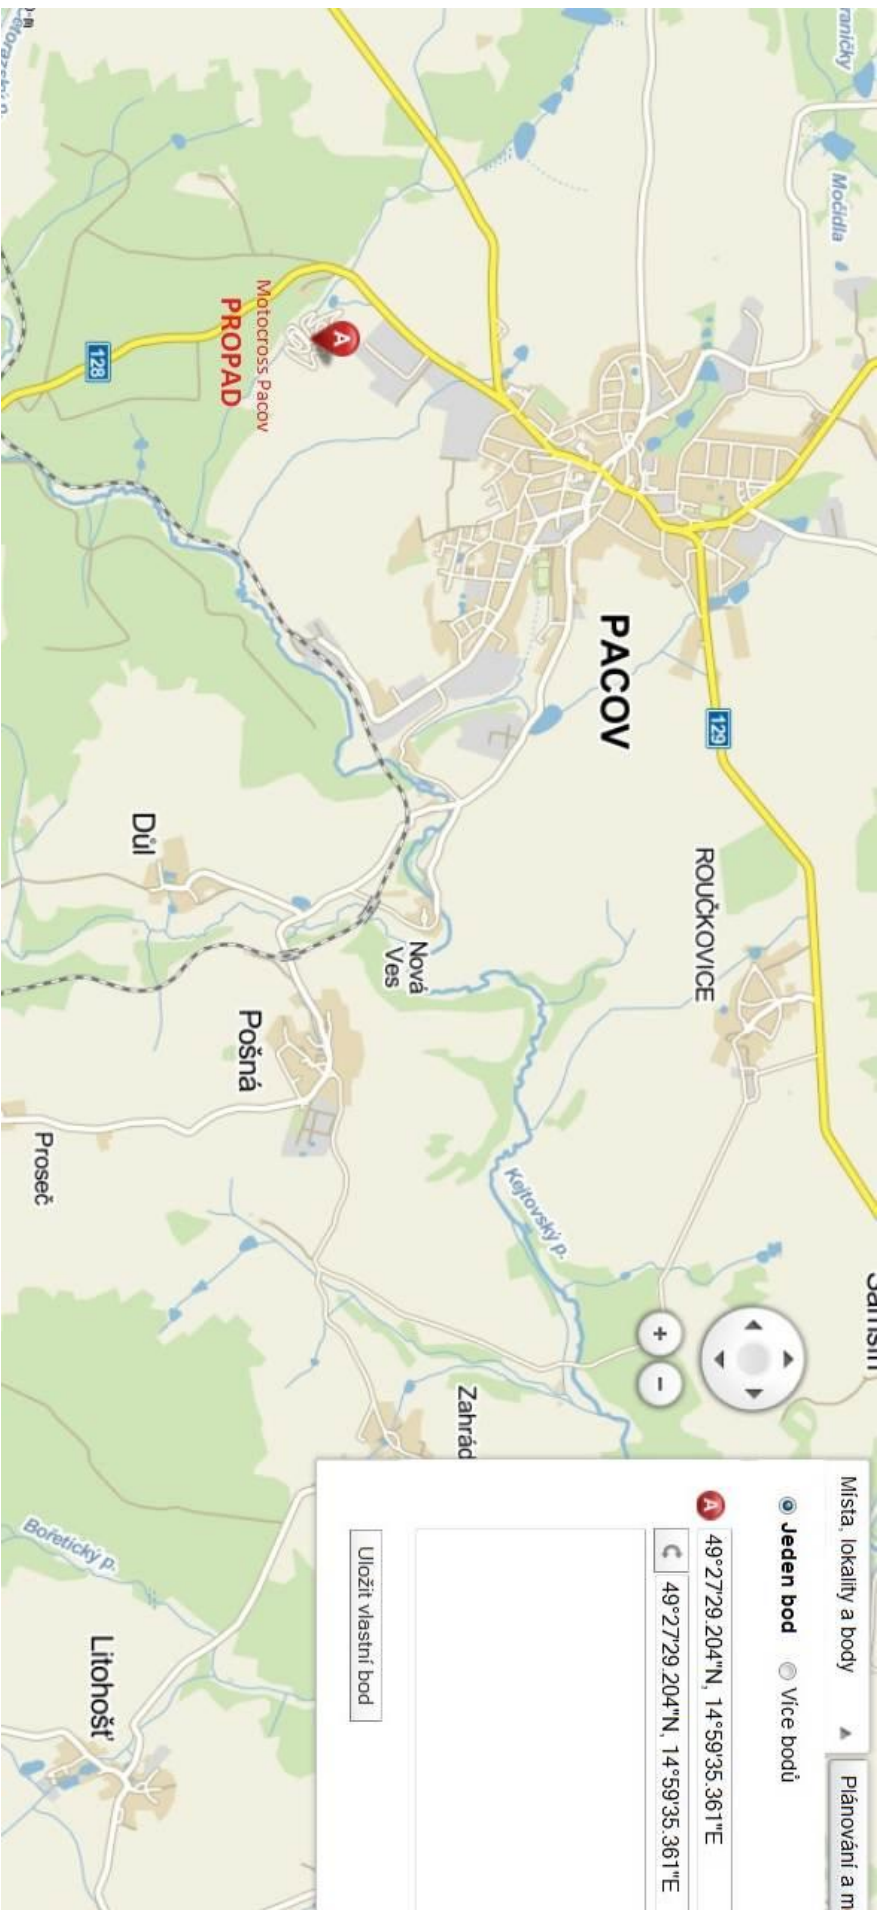 raničky
Močidla
128
Motocross Pacov
PROPAD
A
PACOV
129
ROUČKOVICE
Důl
Nová
Ves
Pošná
Proseč
Kejtovský p.
Zahrád
Bořetický p.
Litohošť
Místa, lokality a body
Plánování a m
Jeden bod
Více bodů
A
49°27'29.204"N, 14°59'35.361"E
49°27'29.204"N, 14°59'35.361"E
Uložit vlastní bod